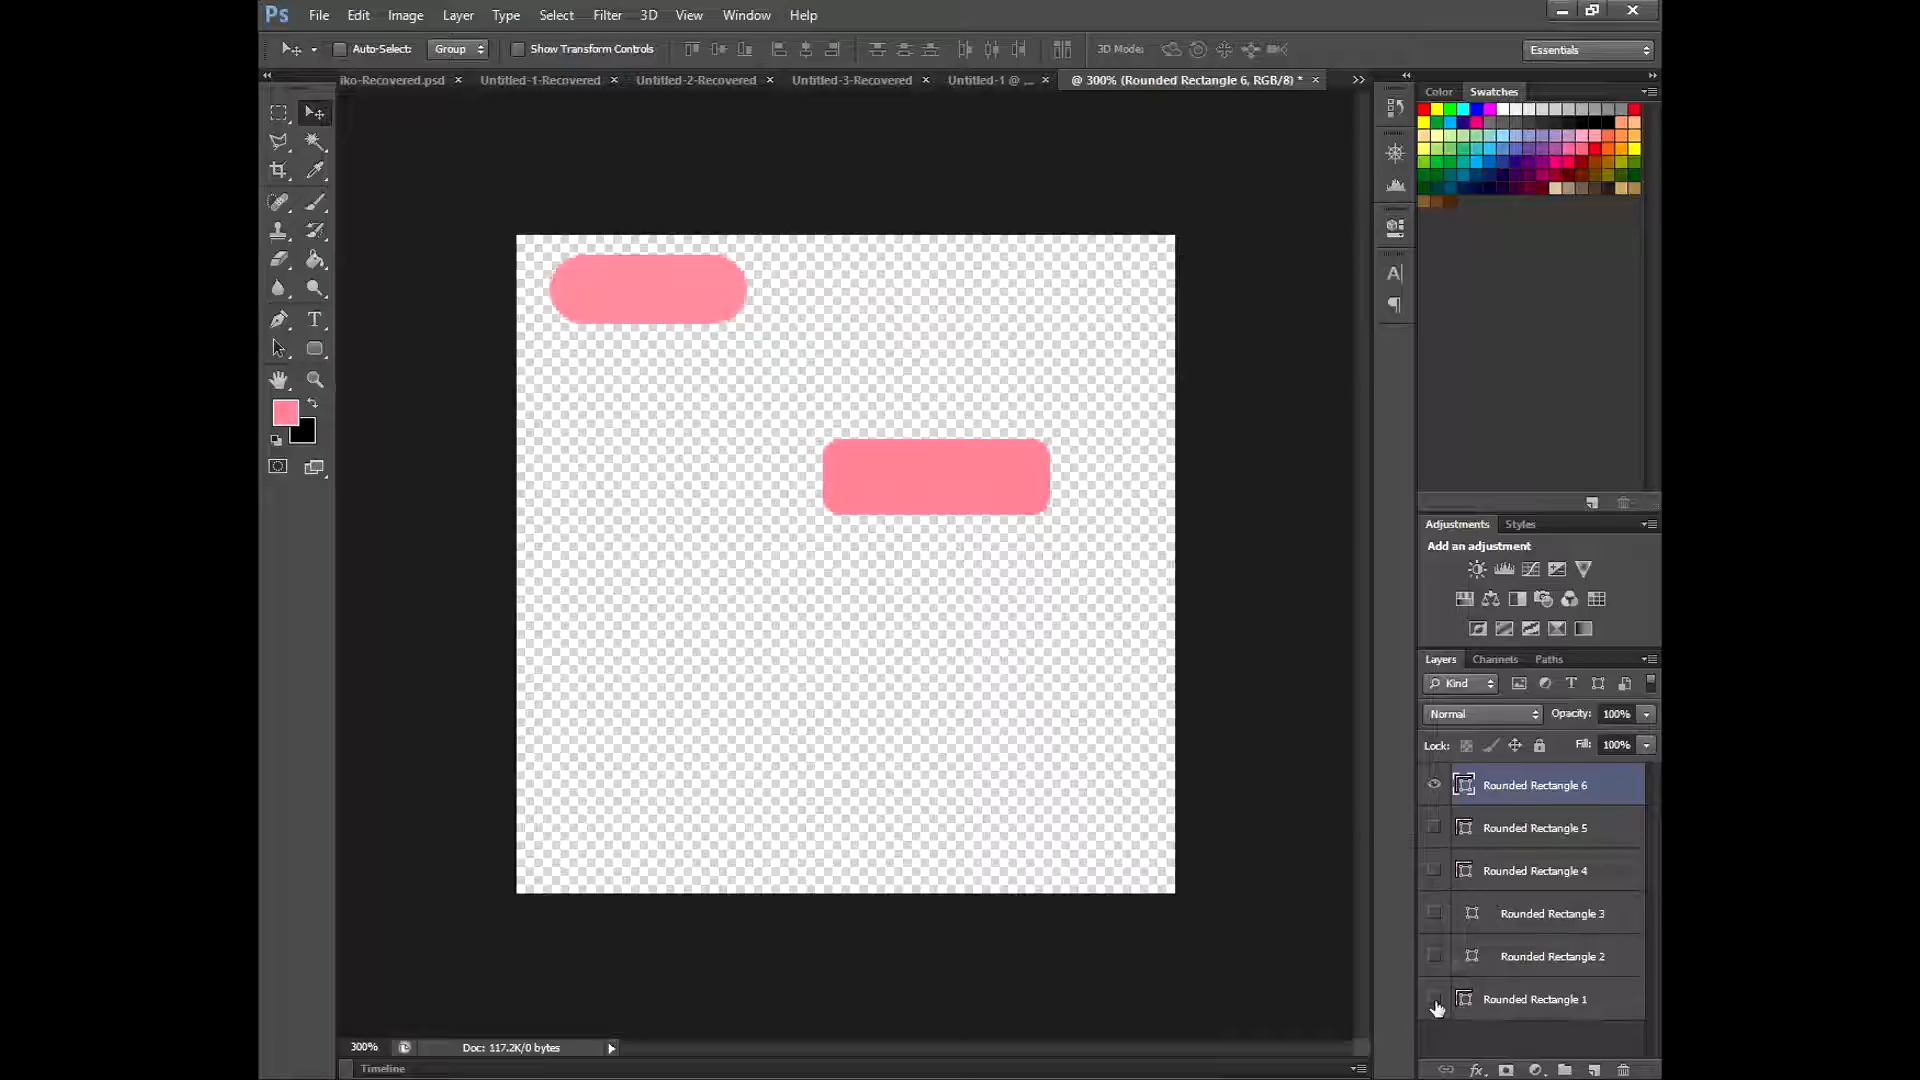 Ps File Edit Image Layer Type Select Filter 3D View Window Help
Auto-Select: Group Show Transform Controls 3D Mode: Essentials
iko-Recovered.psd × Untitled-1-Recovered × Untitled-2-Recovered × Untitled-3-Recovered × Untitled-1 @ ... × @ 300% (Rounded Rectangle 6, RGB/8) * ×
Color Swatches
Adjustments Styles
Add an adjustment
Layers Channels Paths
Kind
Normal Opacity: 100%
Lock: Fill: 100%
Rounded Rectangle 6
Rounded Rectangle 5
Rounded Rectangle 4
Rounded Rectangle 3
Rounded Rectangle 2
Rounded Rectangle 1
300% Doc: 117.2K/0 bytes
Timeline